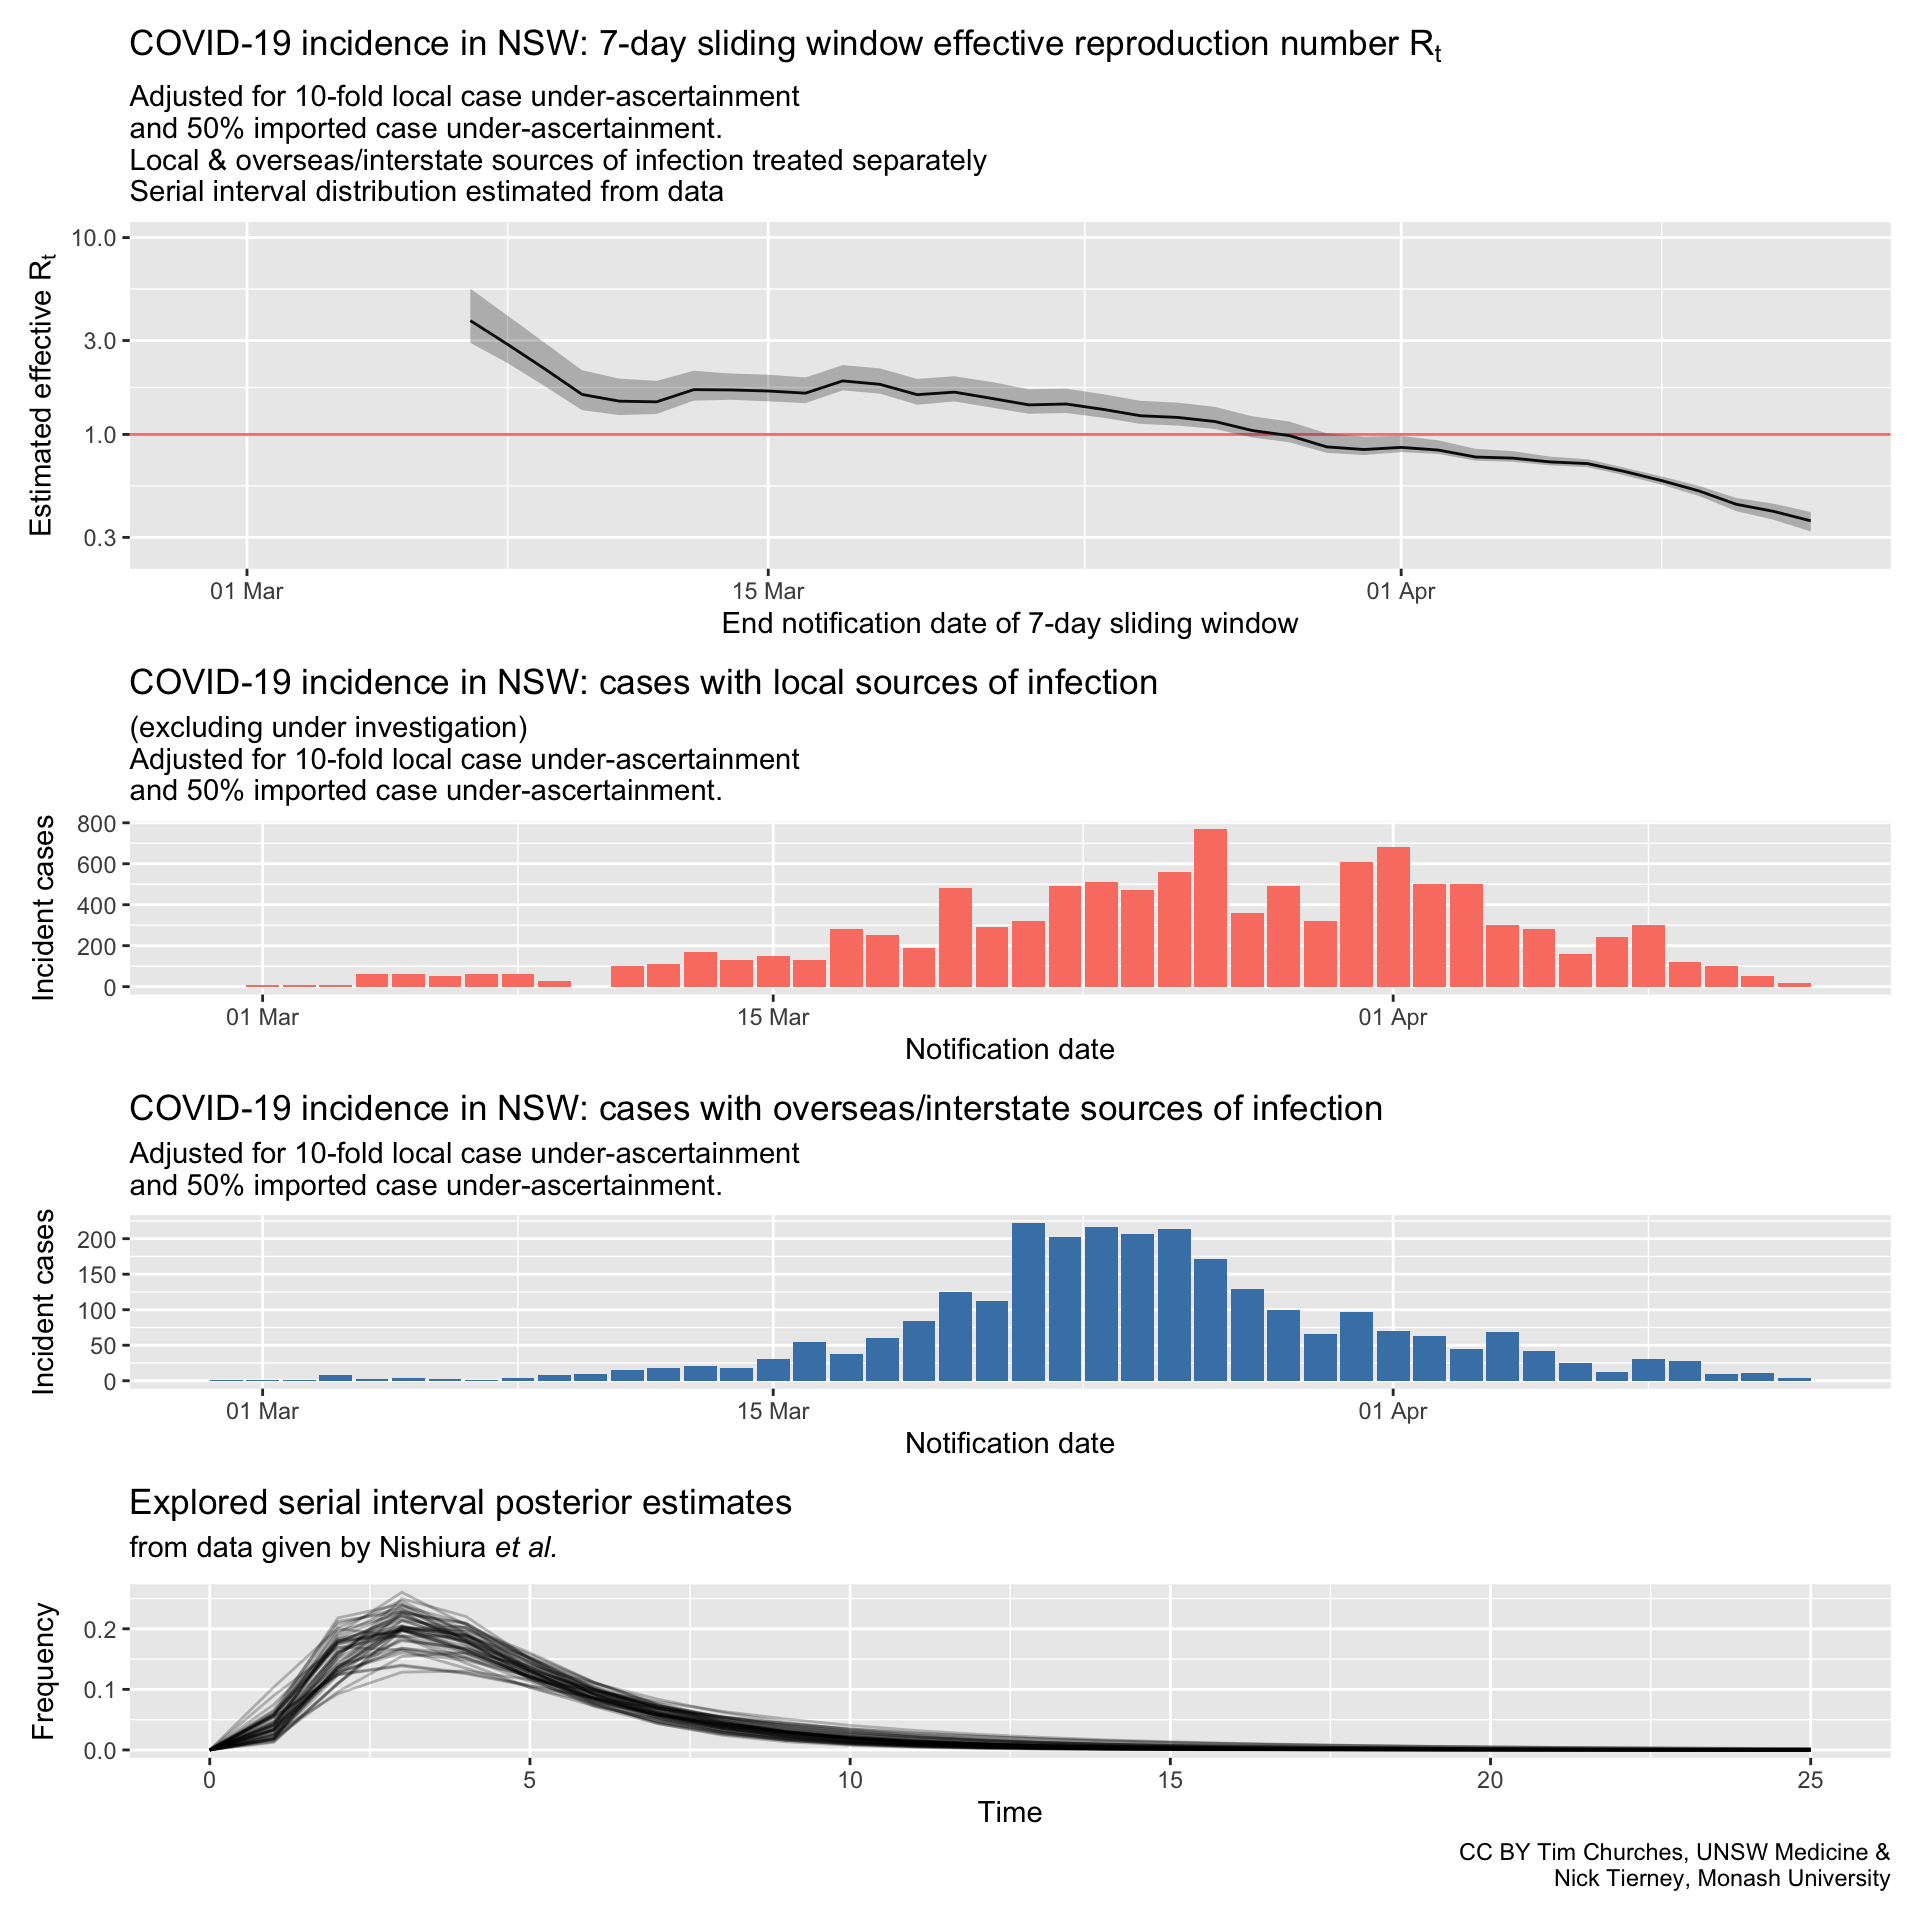 COVID-19 incidence in NSW: 7-day sliding window effective reproduction number Rt
Adjusted for 10-fold local case under-ascertainment
and 50% imported case under-ascertainment.
Local & overseas/interstate sources of infection treated separately
Serial interval distribution estimated from data
Estimated effective Rt
10.0
3.0
1.0
0.3
01 Mar
15 Mar
01 Apr
End notification date of 7-day sliding window
COVID-19 incidence in NSW: cases with local sources of infection
(excluding under investigation)
Adjusted for 10-fold local case under-ascertainment
and 50% imported case under-ascertainment.
Incident cases
800
600
400
200
0
01 Mar
15 Mar
01 Apr
Notification date
COVID-19 incidence in NSW: cases with overseas/interstate sources of infection
Adjusted for 10-fold local case under-ascertainment
and 50% imported case under-ascertainment.
Incident cases
200
150
100
50
0
01 Mar
15 Mar
01 Apr
Notification date
Explored serial interval posterior estimates
from data given by Nishiura et al.
Frequency
0.2
0.1
0.0
0
5
10
15
20
25
Time
CC BY Tim Churches, UNSW Medicine &
Nick Tierney, Monash University